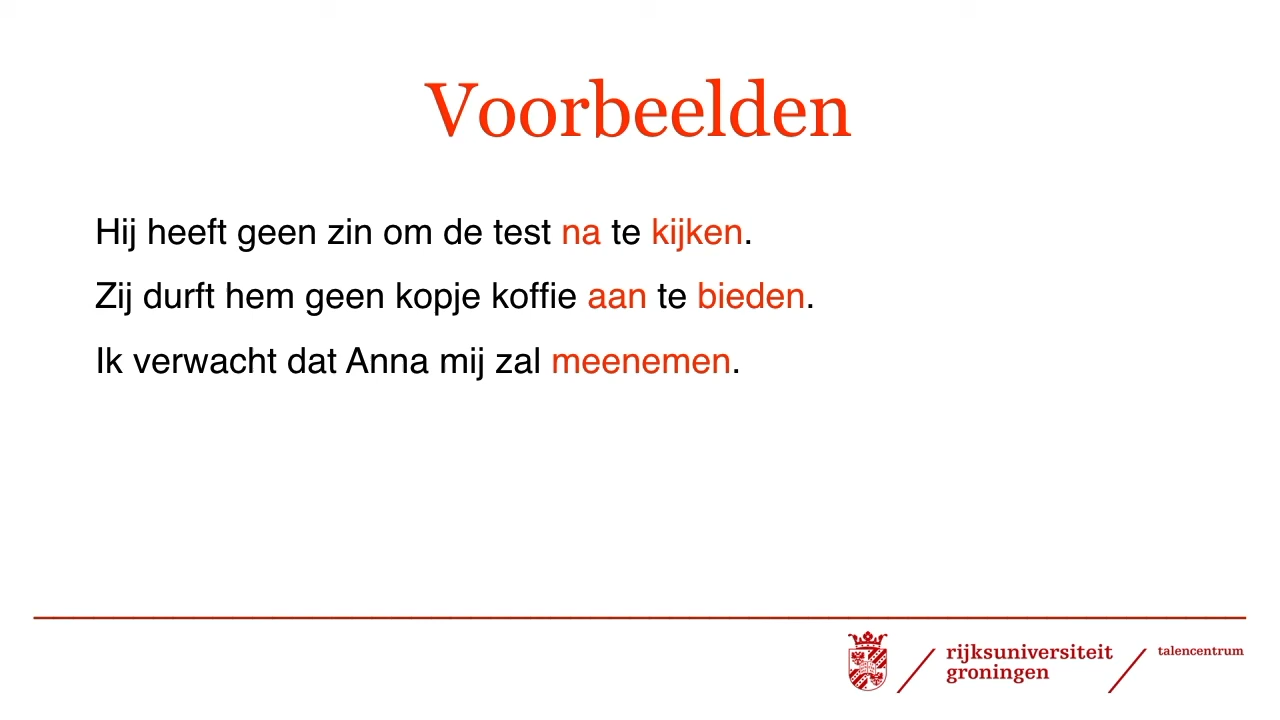 Voorbeelden
Hij heeft geen zin om de test na te kijken.
Zij durft hem geen kopje koffie aan te bieden.
Ik verwacht dat Anna mij zal meenemen.
rijksuniversiteit
groningen
talencentrum